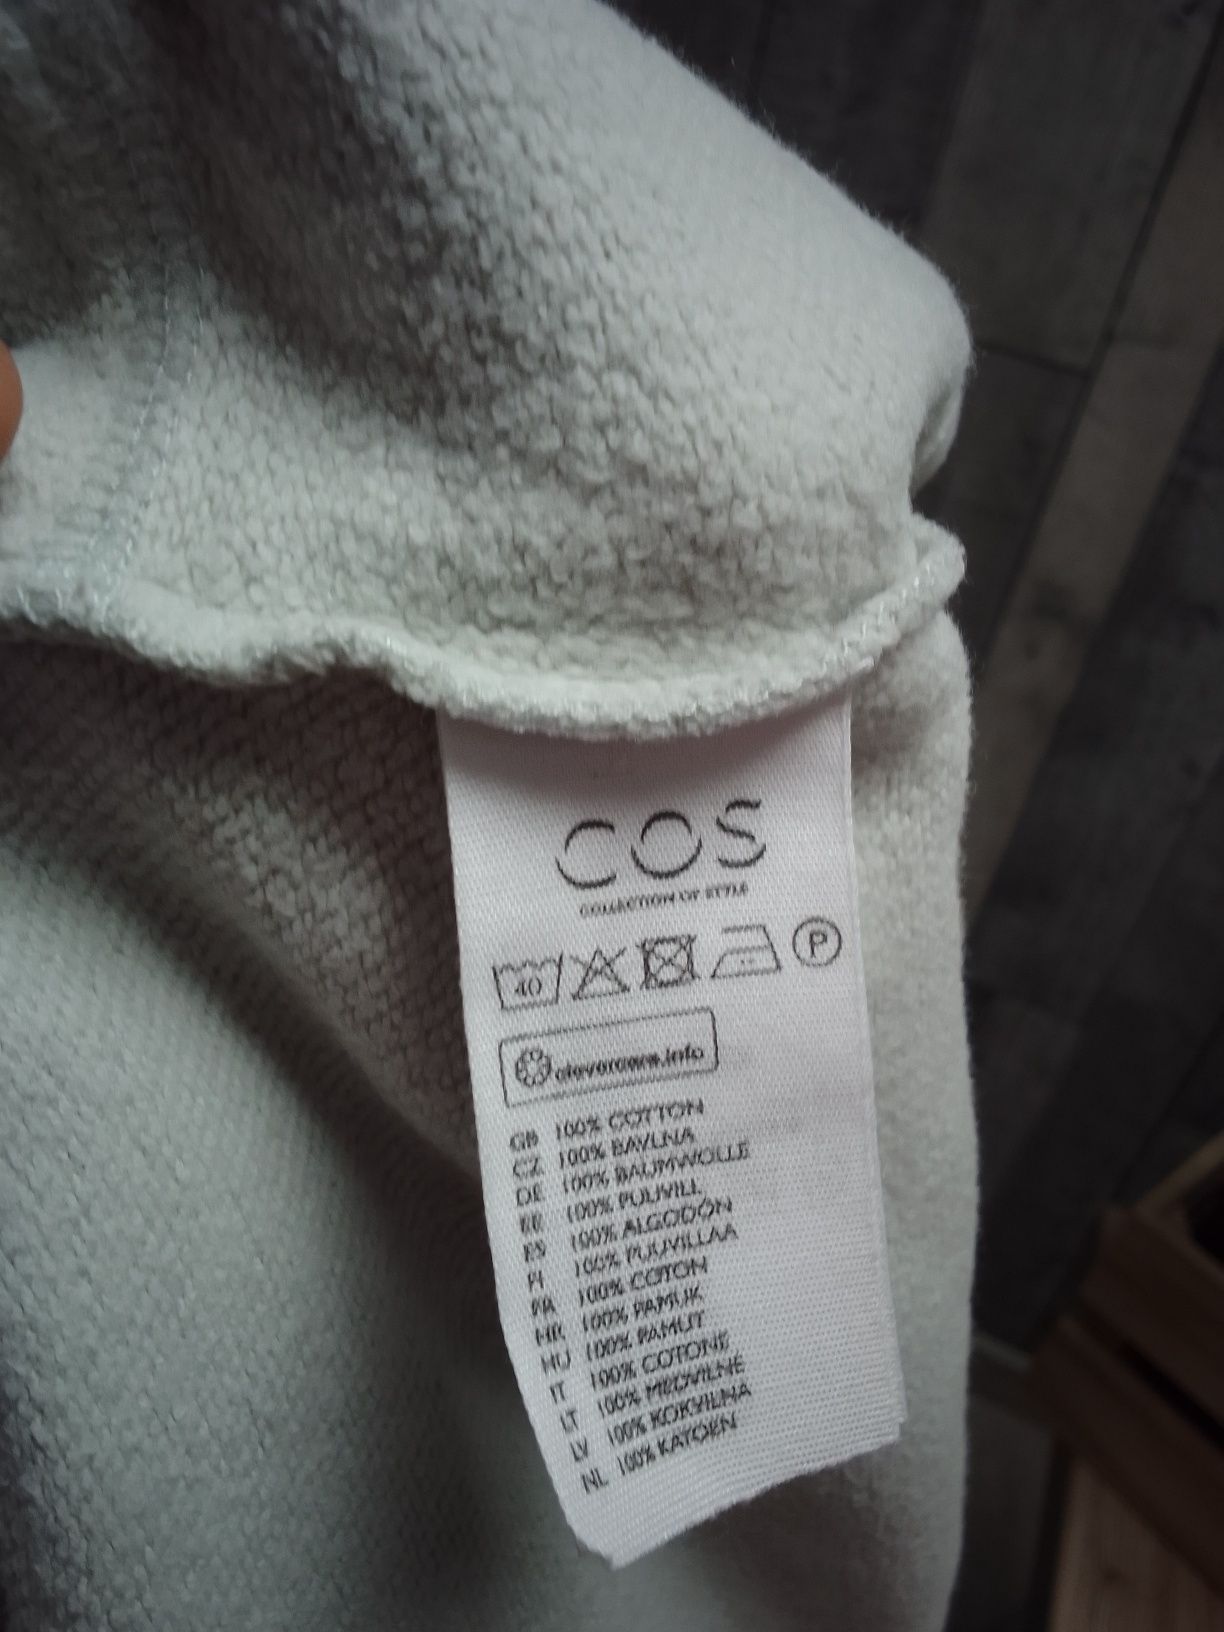 COS
COLLECTION OF STYLE
40 P
clevercare.info
GB 100% COTTON
CZ 100% BAVLNA
DE 100% BAUMWOLLE
EE 100% PUUVILL
ES 100% ALGODÓN
FI 100% PUUVILLAA
FR 100% COTON
HR 100% PAMUK
HU 100% PAMUT
IT 100% COTONE
LT 100% MEDVILNĖ
LV 100% KOKVILNA
NL 100% KATOEN